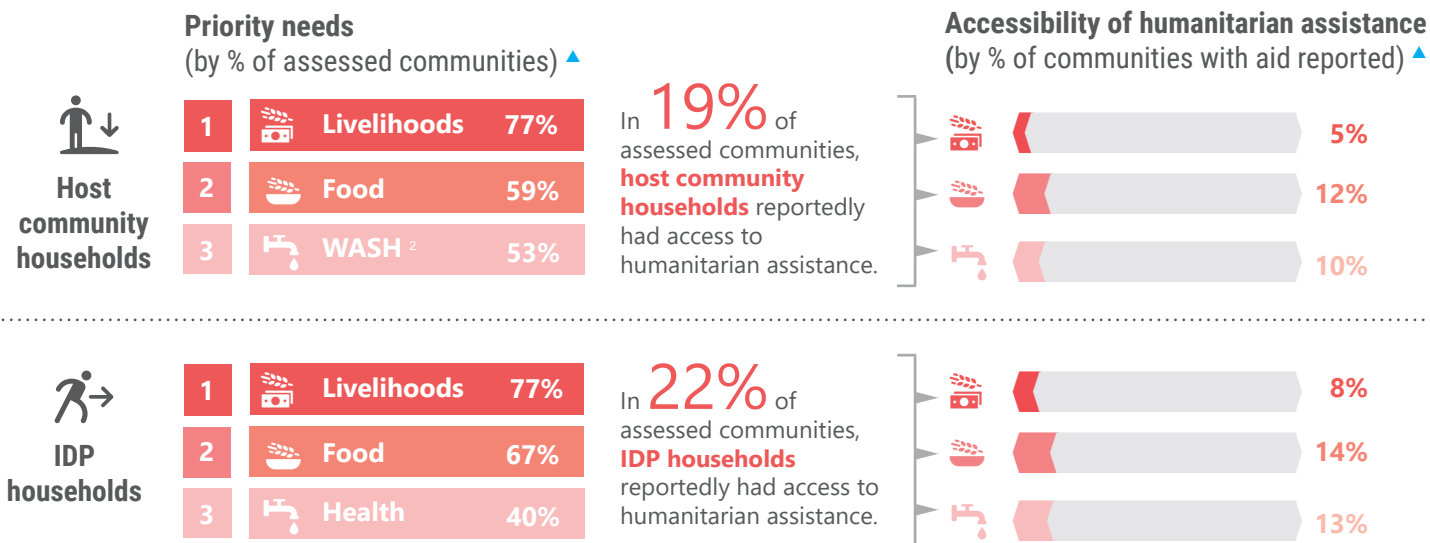 Priority needs
(by % of assessed communities) ▲
Accessibility of humanitarian assistance
(by % of communities with aid reported) ▲
Host
community
households
1 Livelihoods 77%
2 Food 59%
3 WASH 2 53%
In 19% of
assessed communities,
host community
households reportedly
had access to
humanitarian assistance.
5%
12%
10%
IDP
households
1 Livelihoods 77%
2 Food 67%
3 Health 40%
In 22% of
assessed communities,
IDP households
reportedly had access to
humanitarian assistance.
8%
14%
13%